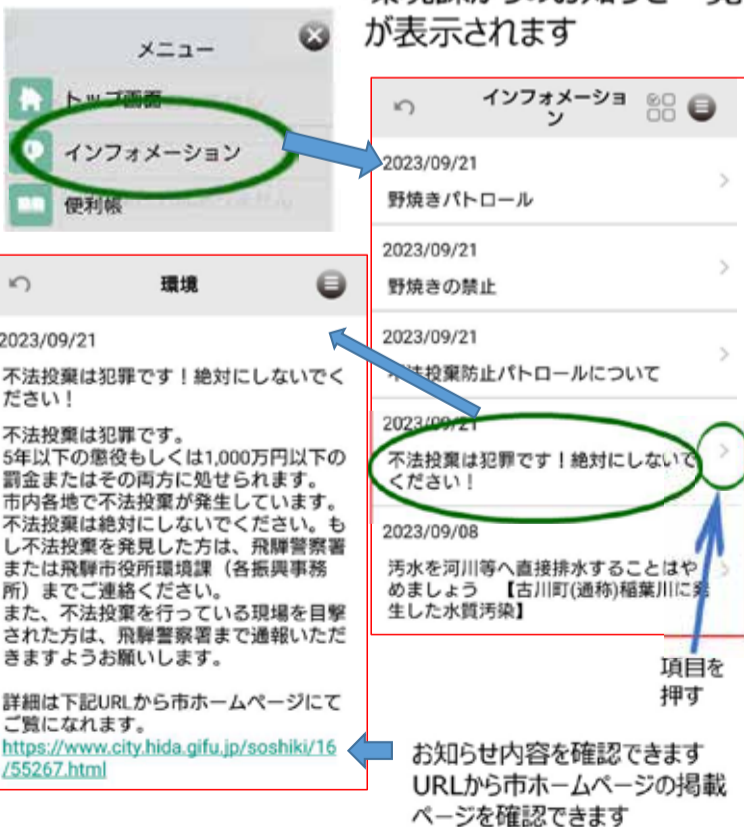 が表示されます
メニュー
トップ画面
インフォメーション
便利帳
インフォメーショ
ン
2023/09/21
野焼きパトロール
2023/09/21
野焼きの禁止
2023/09/21
不法投棄防止パトロールについて
2023/09/21
不法投棄は犯罪です！絶対にしないで
ください！
2023/09/08
汚水を河川等へ直接排水することはや
めましょう 【古川町(通称)稲葉川に発
生した水質汚染】
項目を
押す
環境
2023/09/21
不法投棄は犯罪です！絶対にしないでく
ださい！
不法投棄は犯罪です。
5年以下の懲役もしくは1,000万円以下の
罰金またはその両方に処せられます。
市内各地で不法投棄が発生しています。
不法投棄は絶対にしないでください。も
し不法投棄を発見した方は、飛騨警察署
または飛騨市役所環境課（各振興事務
所）までご連絡ください。
また、不法投棄を行っている現場を目撃
された方は、飛騨警察署まで通報いただ
きますようお願いします。
詳細は下記URLから市ホームページにて
ご覧になれます。
https://www.city.hida.gifu.jp/soshiki/16
/55267.html
お知らせ内容を確認できます
URLから市ホームページの掲載
ページを確認できます